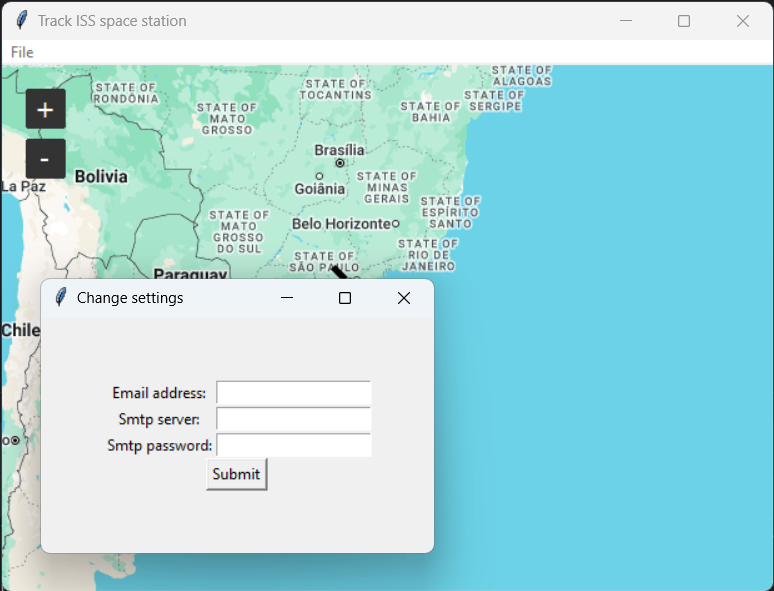 Track ISS space station
File
+
-
STATE OF
RONDÔNIA
STATE OF
MATO
GROSSO
STATE OF
TOCANTINS
STATE OF
ALAGOAS
STATE OF
SERGIPE
STATE OF
BAHIA
Brasília
Goiânia
STATE OF
MINAS
GERAIS
La Paz
Bolivia
STATE OF
MATO
GROSSO
DO SUL
Belo Horizonte
STATE OF
ESPÍRITO
SANTO
STATE OF
RIO DE
JANEIRO
STATE OF
SÃO PAULO
Paraguay
Chile
Change settings
Email address:
Smtp server:
Smtp password:
Submit